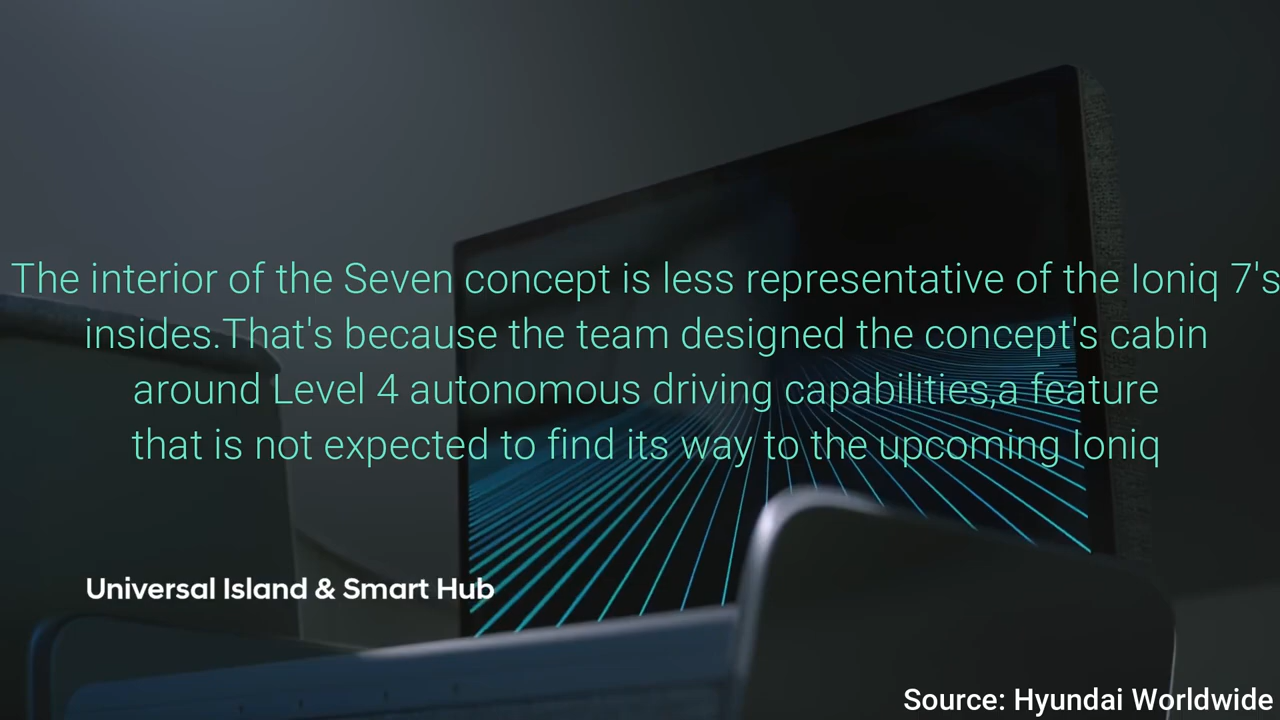 The interior of the Seven concept is less representative of the Ioniq 7's
insides.That's because the team designed the concept's cabin
around Level 4 autonomous driving capabilities,a feature
that is not expected to find its way to the upcoming Ioniq
Universal Island & Smart Hub
Source: Hyundai Worldwide